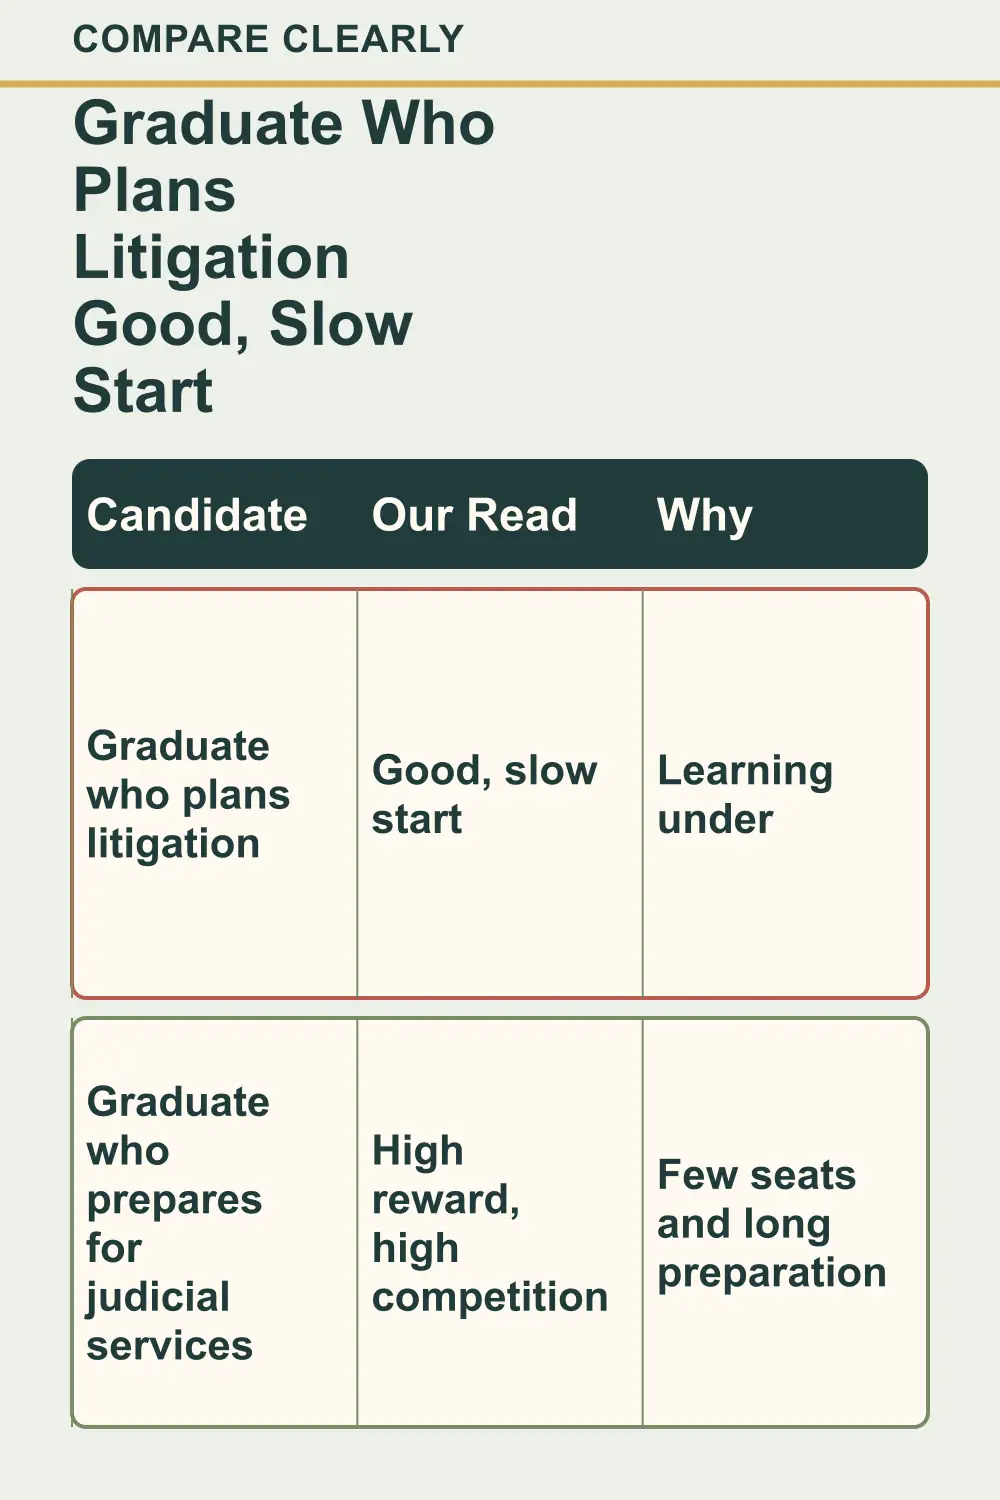 COMPARE CLEARLY
Graduate Who
Plans
Litigation
Good, Slow
Start
Candidate
Our Read
Why
Graduate
who plans
litigation
Good, slow
start
Learning
under
Graduate
who
prepares
for
judicial
services
High
reward,
high
competition
Few seats
and long
preparation